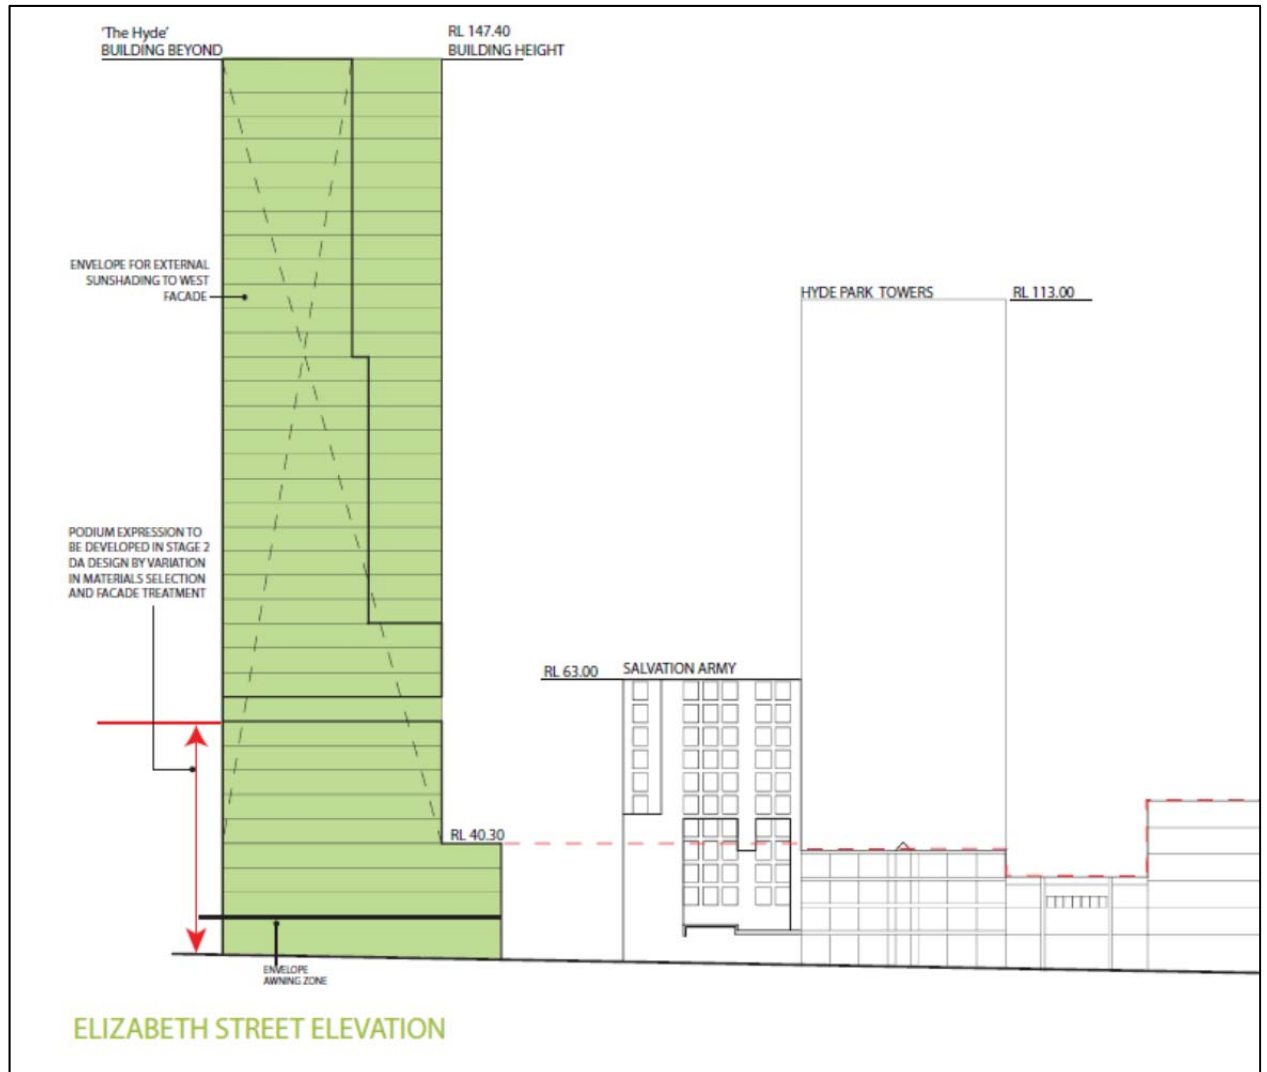 'The Hyde'
BUILDING BEYOND
RL 147.40
BUILDING HEIGHT
ENVELOPE FOR EXTERNAL
SUNSHADING TO WEST
FACADE
HYDE PARK TOWERS
RL 113.00
PODIUM EXPRESSION TO
BE DEVELOPED IN STAGE 2
DA DESIGN BY VARIATION
IN MATERIALS SELECTION
AND FACADE TREATMENT
RL 63.00
SALVATION ARMY
RL 40.30
ENVELOPE
AWNING ZONE
ELIZABETH STREET ELEVATION